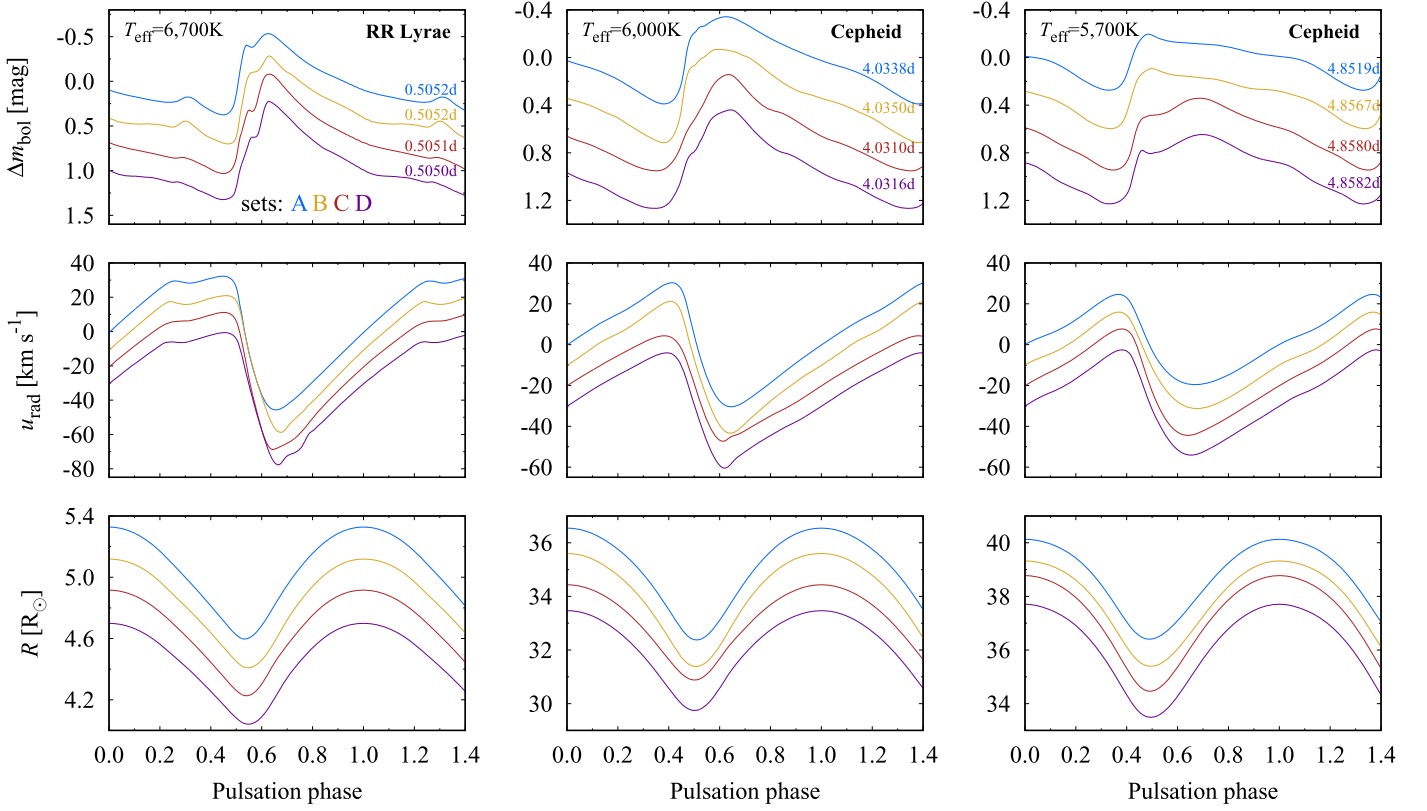 T_eff=6,700K RR Lyrae
0.5052d
0.5052d
0.5051d
0.5050d
sets: A B C D
Δm_bol [mag]
-0.5
0.0
0.5
1.0
1.5
T_eff=6,000K Cepheid
4.0338d
4.0350d
4.0310d
4.0316d
-0.4
0.0
0.4
0.8
1.2
T_eff=5,700K Cepheid
4.8519d
4.8567d
4.8580d
4.8582d
-0.4
0.0
0.4
0.8
1.2
u_rad [km s⁻¹]
40
20
0
-20
-40
-60
-80
40
20
0
-20
-40
-60
40
20
0
-20
-40
-60
R [R☉]
5.4
5.0
4.6
4.2
36
34
32
30
40
38
36
34
0.0 0.2 0.4 0.6 0.8 1.0 1.2 1.4
0.0 0.2 0.4 0.6 0.8 1.0 1.2 1.4
0.0 0.2 0.4 0.6 0.8 1.0 1.2 1.4
Pulsation phase
Pulsation phase
Pulsation phase